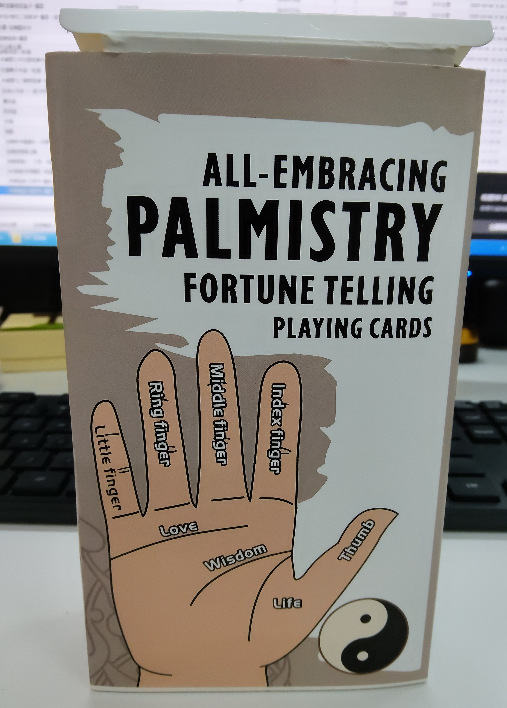 ALL-EMBRACING
PALMISTRY
FORTUNE TELLING
PLAYING CARDS
Little finger
Ring finger
Middle finger
Index finger
Thumb
Love
Wisdom
Life